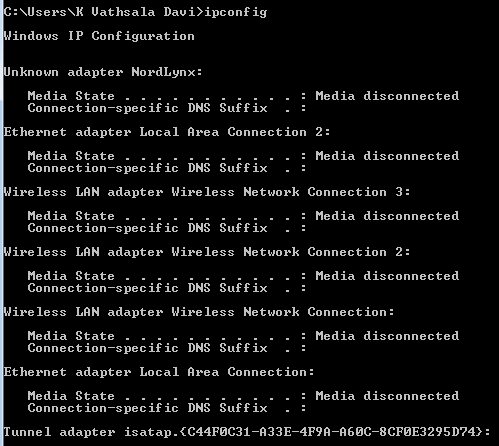 C:\Users\K Vathsala Davi>ipconfig
Windows IP Configuration
Unknown adapter NordLynx:
Media State . . . . . . . . . . . : Media disconnected
Connection-specific DNS Suffix  . :
Ethernet adapter Local Area Connection 2:
Media State . . . . . . . . . . . : Media disconnected
Connection-specific DNS Suffix  . :
Wireless LAN adapter Wireless Network Connection 3:
Media State . . . . . . . . . . . : Media disconnected
Connection-specific DNS Suffix  . :
Wireless LAN adapter Wireless Network Connection 2:
Media State . . . . . . . . . . . : Media disconnected
Connection-specific DNS Suffix  . :
Wireless LAN adapter Wireless Network Connection:
Media State . . . . . . . . . . . : Media disconnected
Connection-specific DNS Suffix  . :
Ethernet adapter Local Area Connection:
Media State . . . . . . . . . . . : Media disconnected
Connection-specific DNS Suffix  . :
Tunnel adapter isatap.{C44F0C31-A33E-4F9A-A60C-8CF0E3295D74}: